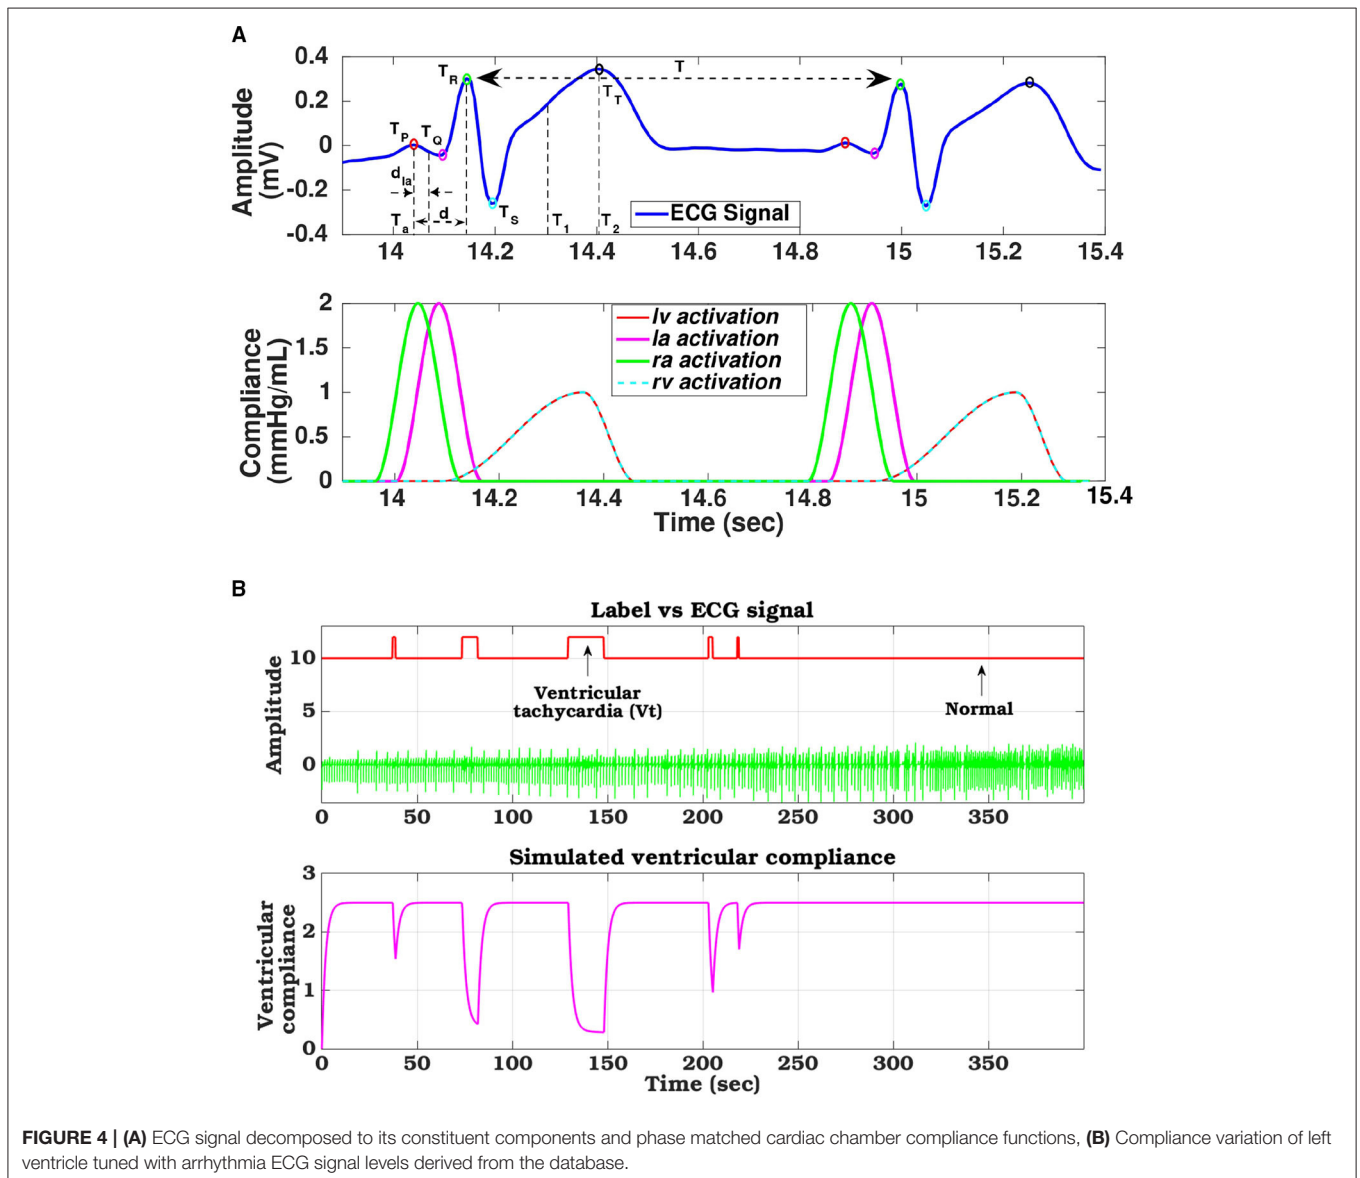 A
0.4
0.2
0
-0.2
-0.4
Amplitude
(mV)
T_R
T
T_T
T_P
T_Q
d_la
T_a
d
T_S
T_1
T_2
ECG Signal
14
14.2
14.4
14.6
14.8
15
15.2
15.4
2
1.5
1
0.5
0
Compliance
(mmHg/mL)
lv activation
la activation
ra activation
rv activation
14
14.2
14.4
14.6
14.8
15
15.2
15.4
Time (sec)
B
Label vs ECG signal
10
5
0
Amplitude
Ventricular
tachycardia (Vt)
Normal
0
50
100
150
200
250
300
350
Simulated ventricular compliance
3
2
1
0
Ventricular
compliance
0
50
100
150
200
250
300
350
Time (sec)
FIGURE 4 | (A) ECG signal decomposed to its constituent components and phase matched cardiac chamber compliance functions, (B) Compliance variation of left
ventricle tuned with arrhythmia ECG signal levels derived from the database.